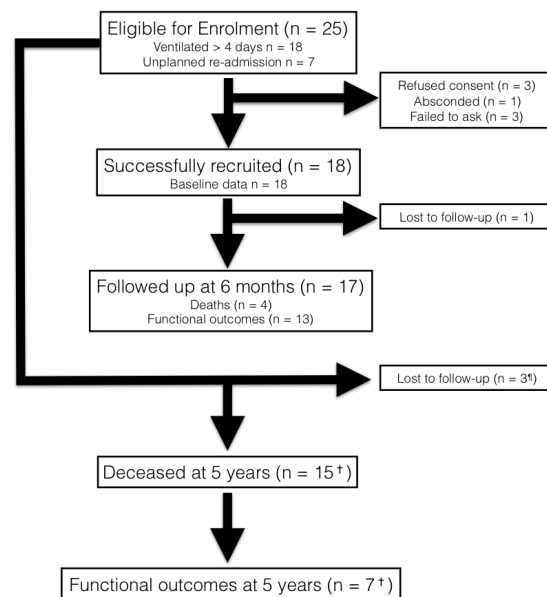 Eligible for Enrolment (n = 25)
Ventilated > 4 days n = 18
Unplanned re-admission n = 7
Refused consent (n = 3)
Absconded (n = 1)
Failed to ask (n = 3)
Successfully recruited (n = 18)
Baseline data n = 18
Lost to follow-up (n = 1)
Followed up at 6 months (n = 17)
Deaths (n = 4)
Functional outcomes (n = 13)
Lost to follow-up (n = 3¶)
Deceased at 5 years (n = 15†)
Functional outcomes at 5 years (n = 7†)